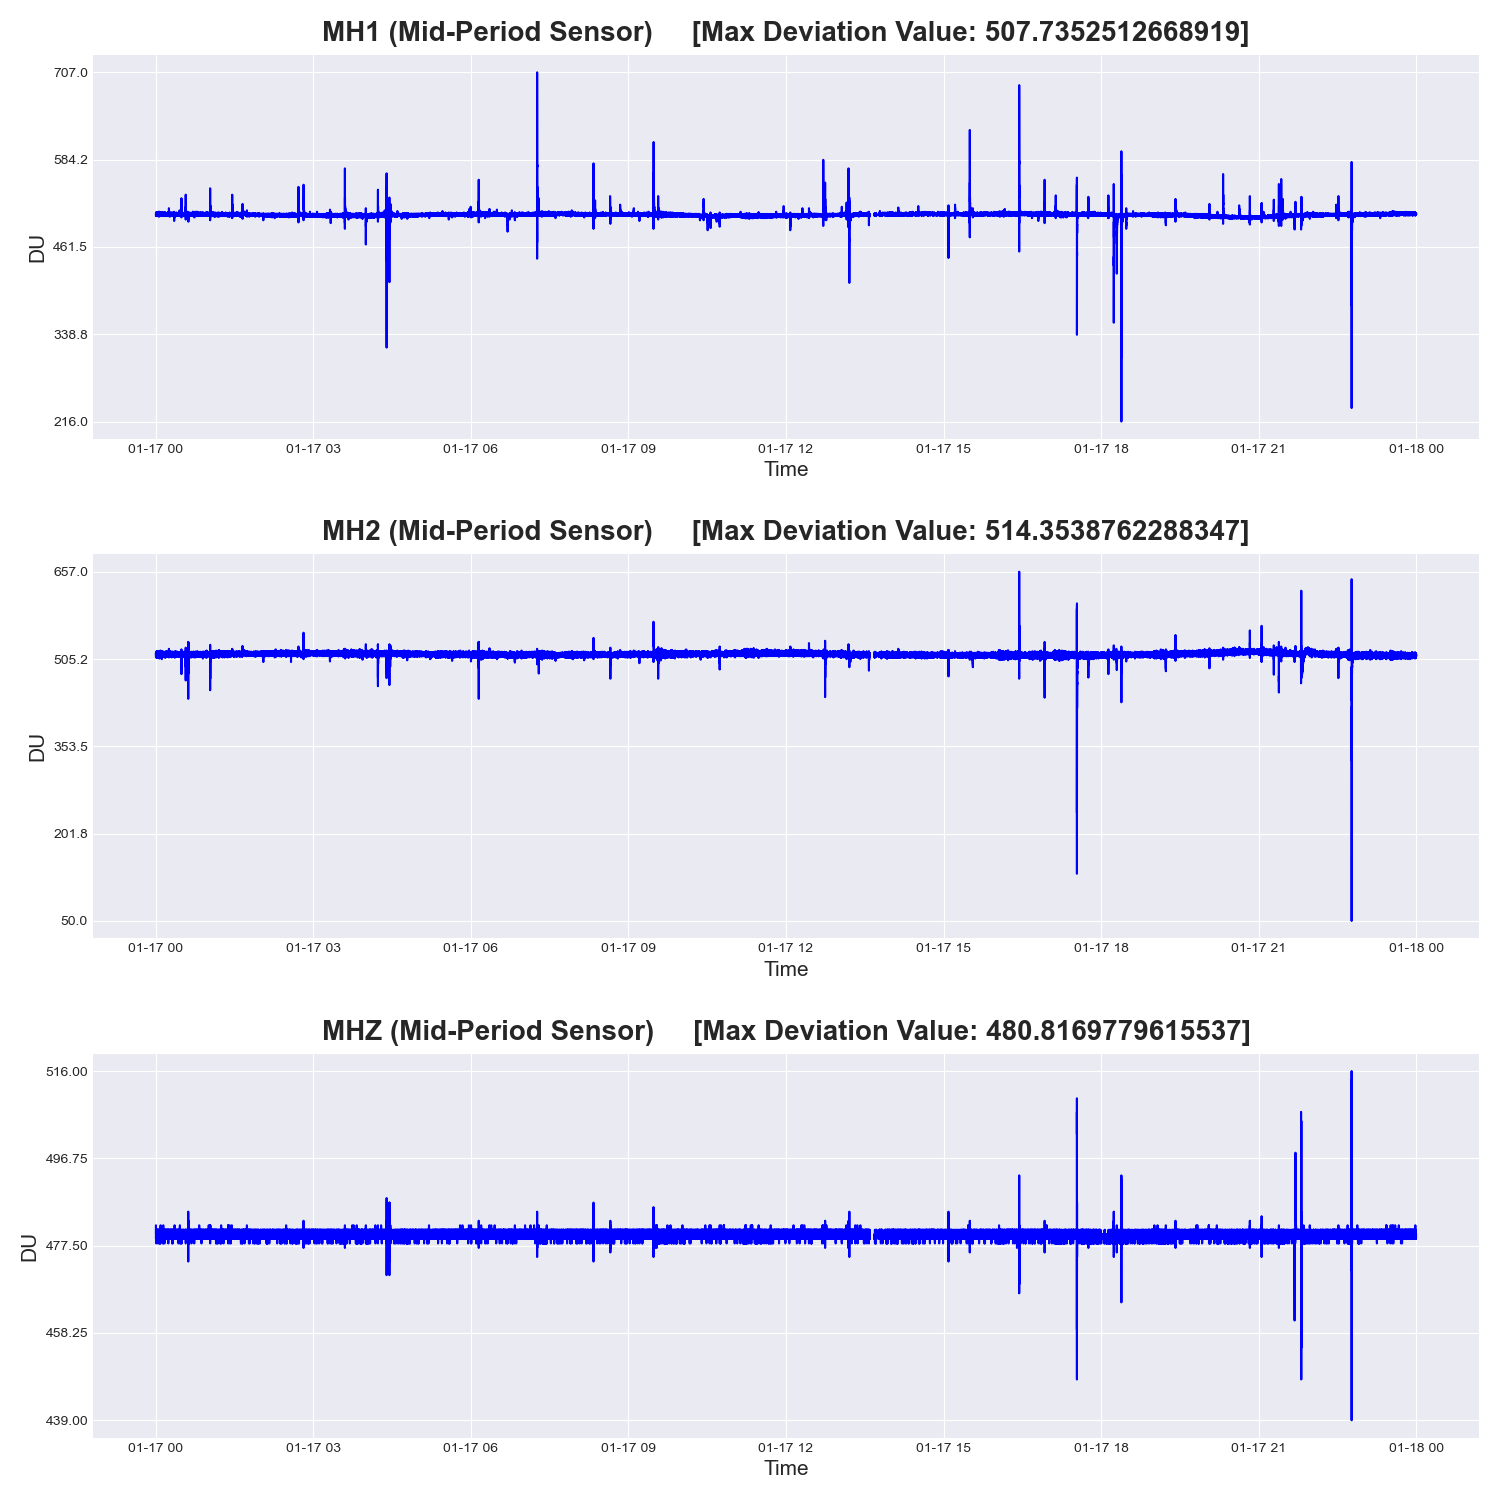 MH1 (Mid-Period Sensor) [Max Deviation Value: 507.7352512668919]
707.0
584.2
461.5
338.8
216.0
DU
01-17 00 01-17 03 01-17 06 01-17 09 01-17 12 01-17 15 01-17 18 01-17 21 01-18 00
Time
MH2 (Mid-Period Sensor) [Max Deviation Value: 514.3538762288347]
657.0
505.2
353.5
201.8
50.0
DU
01-17 00 01-17 03 01-17 06 01-17 09 01-17 12 01-17 15 01-17 18 01-17 21 01-18 00
Time
MHZ (Mid-Period Sensor) [Max Deviation Value: 480.8169779615537]
516.00
496.75
477.50
458.25
439.00
DU
01-17 00 01-17 03 01-17 06 01-17 09 01-17 12 01-17 15 01-17 18 01-17 21 01-18 00
Time